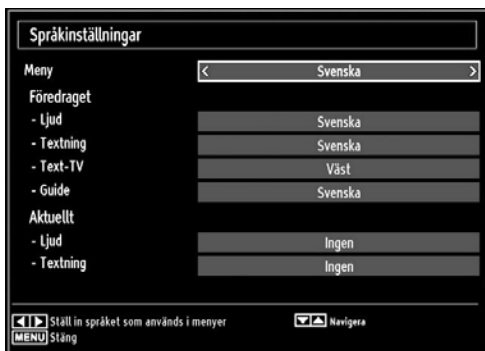 Språkinställningar
Meny < Svenska >
Föredraget
- Ljud Svenska
- Textning Svenska
- Text-TV Väst
- Guide Svenska
Aktuellt
- Ljud Ingen
- Textning Ingen
Ställ in språket som används i menyer Navigera
MENU Stäng